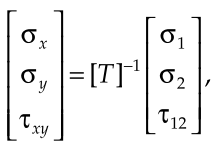 [σx σy τxy] = [T]⁻¹ [σ1 σ2 τ12],